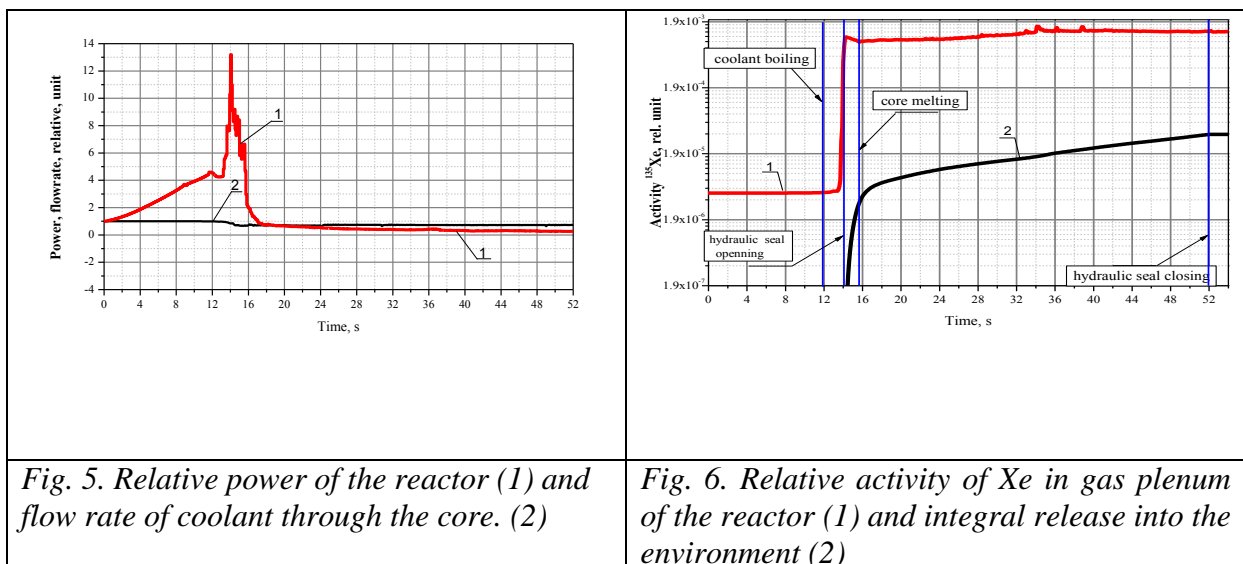 14
12
10
8
6
4
2
0
-2
-4
Power, flowrate, relative, unit
1
2
1
0 4 8 12 16 20 24 28 32 36 40 44 48 52
Time, s
1.9x10⁻³
1.9x10⁻⁴
1.9x10⁻⁵
1.9x10⁻⁶
1.9x10⁻⁷
Activity ¹³⁵Xe, rel. unit
coolant boiling
core melting
2
1
hydraulic seal
openning
hydraulic seal closing
0 4 8 12 16 20 24 28 32 36 40 44 48 52
Time, s
Fig. 5. Relative power of the reactor (1) and
flow rate of coolant through the core. (2)
Fig. 6. Relative activity of Xe in gas plenum
of the reactor (1) and integral release into the
environment (2)